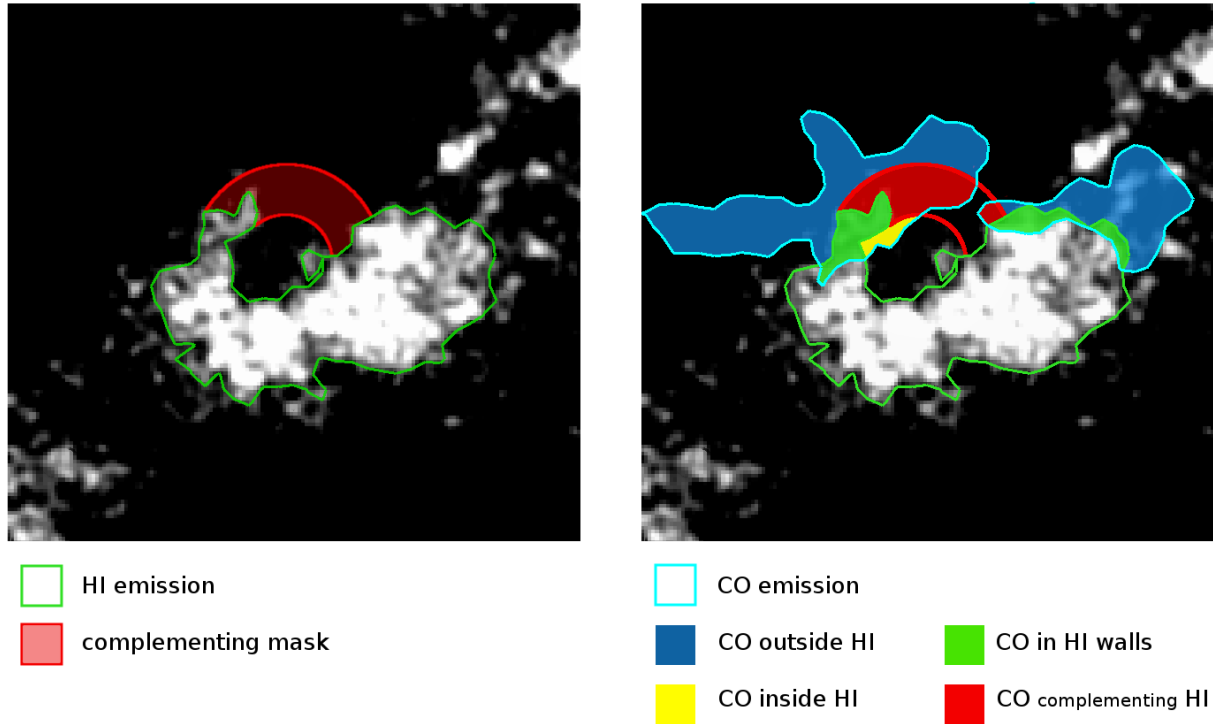 HI emission
complementing mask
CO emission
CO outside HI
CO in HI walls
CO inside HI
CO complementing HI